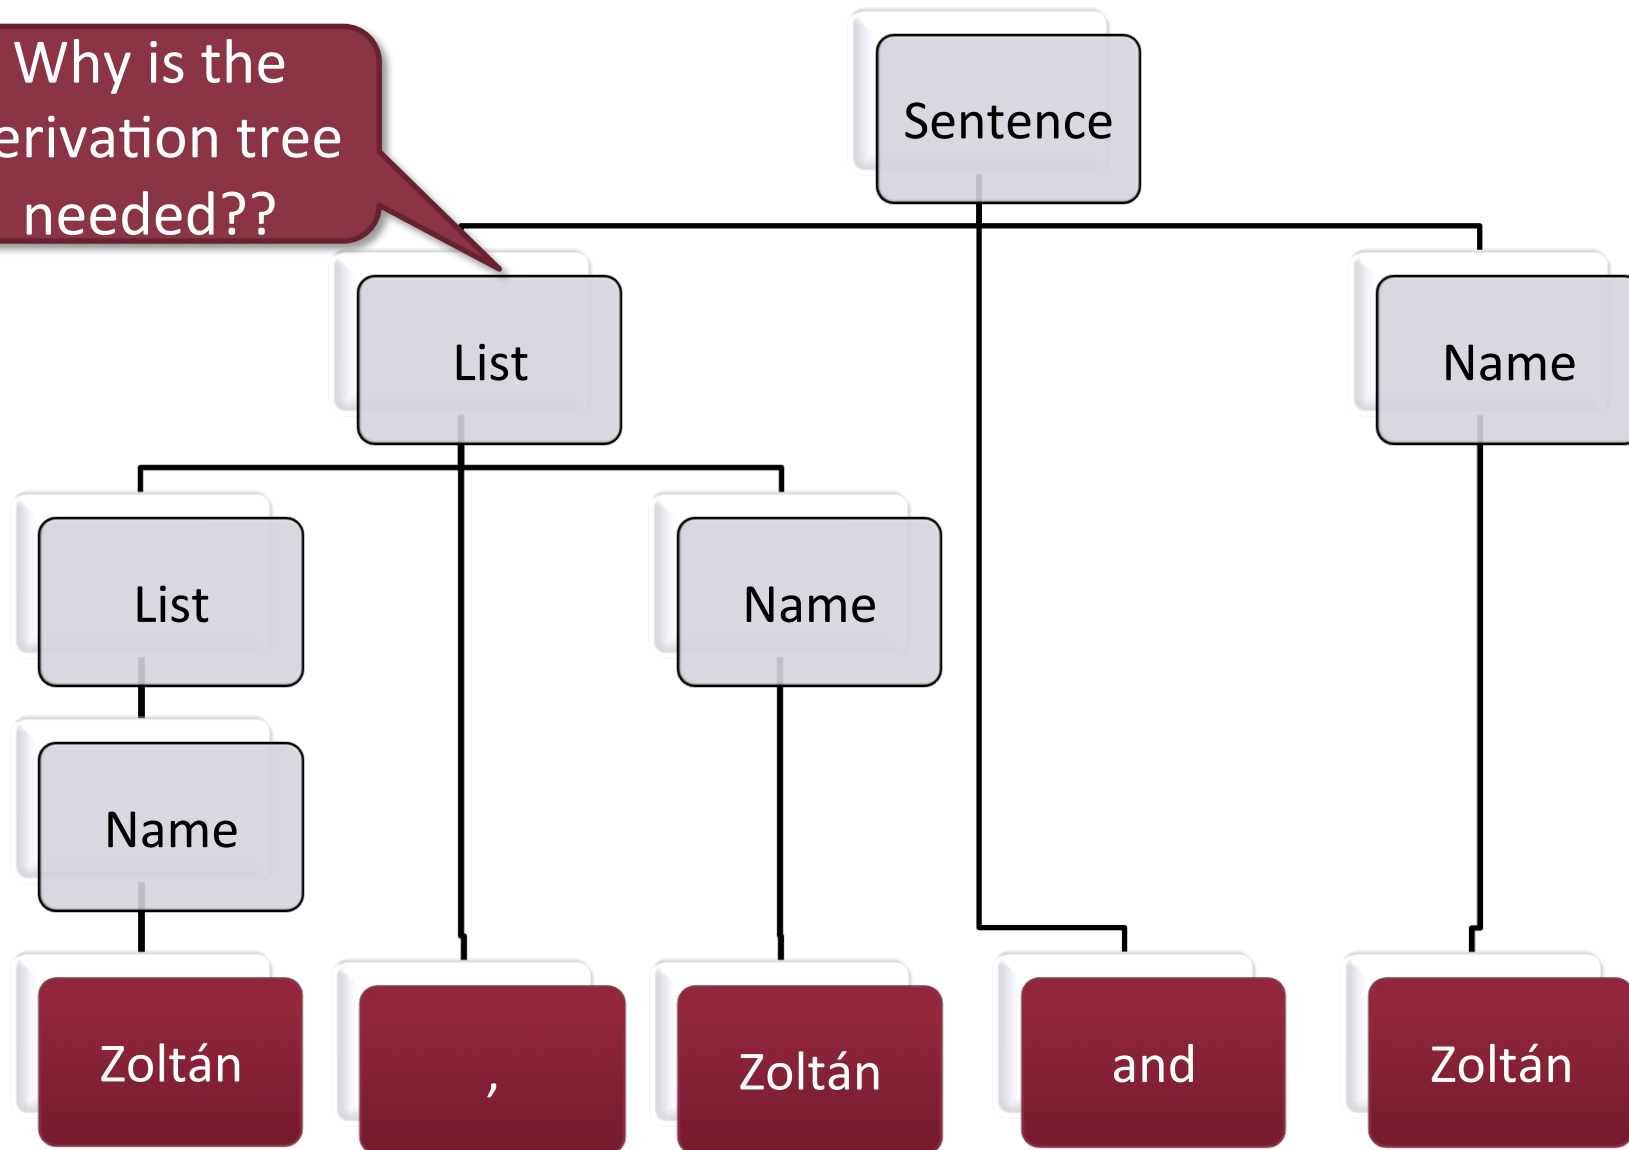 Why is the
erivation tree
needed??
Sentence
List
Name
List
Name
Name
Zoltán
,
Zoltán
and
Zoltán